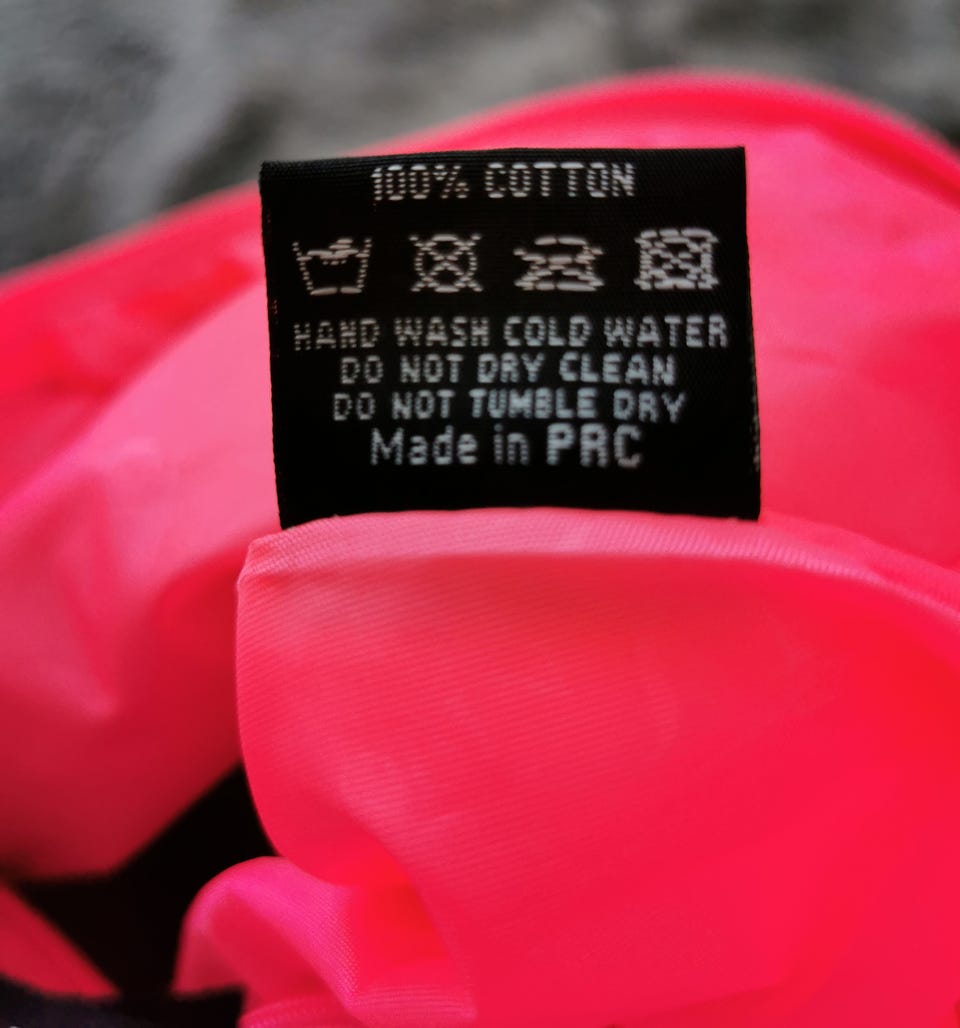 100% COTTON
HAND WASH COLD WATER
DO NOT DRY CLEAN
DO NOT TUMBLE DRY
Made in PRC